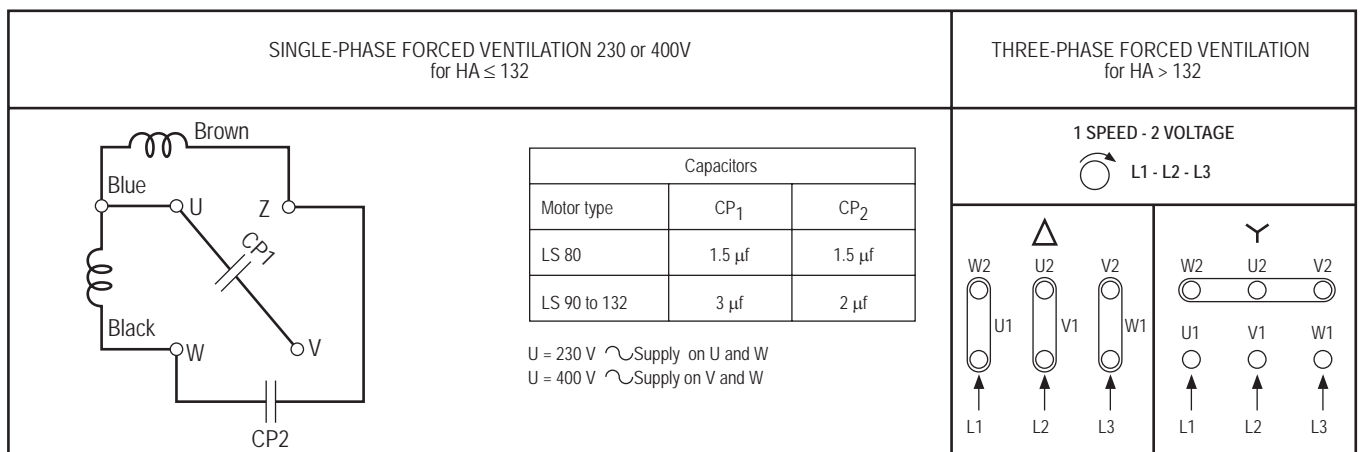 SINGLE-PHASE FORCED VENTILATION 230 or 400V
for HA ≤ 132
THREE-PHASE FORCED VENTILATION
for HA > 132
Brown
Blue
U
Z
CP1
Black
W
V
CP2
Capacitors
Motor type CP1 CP2
LS 80 1.5 µf 1.5 µf
LS 90 to 132 3 µf 2 µf
U = 230 V Supply on U and W
U = 400 V Supply on V and W
1 SPEED - 2 VOLTAGE
L1 - L2 - L3
Δ
W2 U2 V2
U1 V1 W1
L1 L2 L3
Y
W2 U2 V2
U1 V1 W1
L1 L2 L3